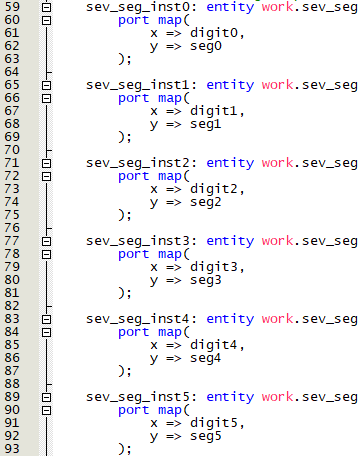 59 sev_seg_inst0: entity work.sev_seg
60 port map(
61 x => digit0,
62 y => seg0
63 );
64
65 sev_seg_inst1: entity work.sev_seg
66 port map(
67 x => digit1,
68 y => seg1
69 );
70
71 sev_seg_inst2: entity work.sev_seg
72 port map(
73 x => digit2,
74 y => seg2
75 );
76
77 sev_seg_inst3: entity work.sev_seg
78 port map(
79 x => digit3,
80 y => seg3
81 );
82
83 sev_seg_inst4: entity work.sev_seg
84 port map(
85 x => digit4,
86 y => seg4
87 );
88
89 sev_seg_inst5: entity work.sev_seg
90 port map(
91 x => digit5,
92 y => seg5
93 );